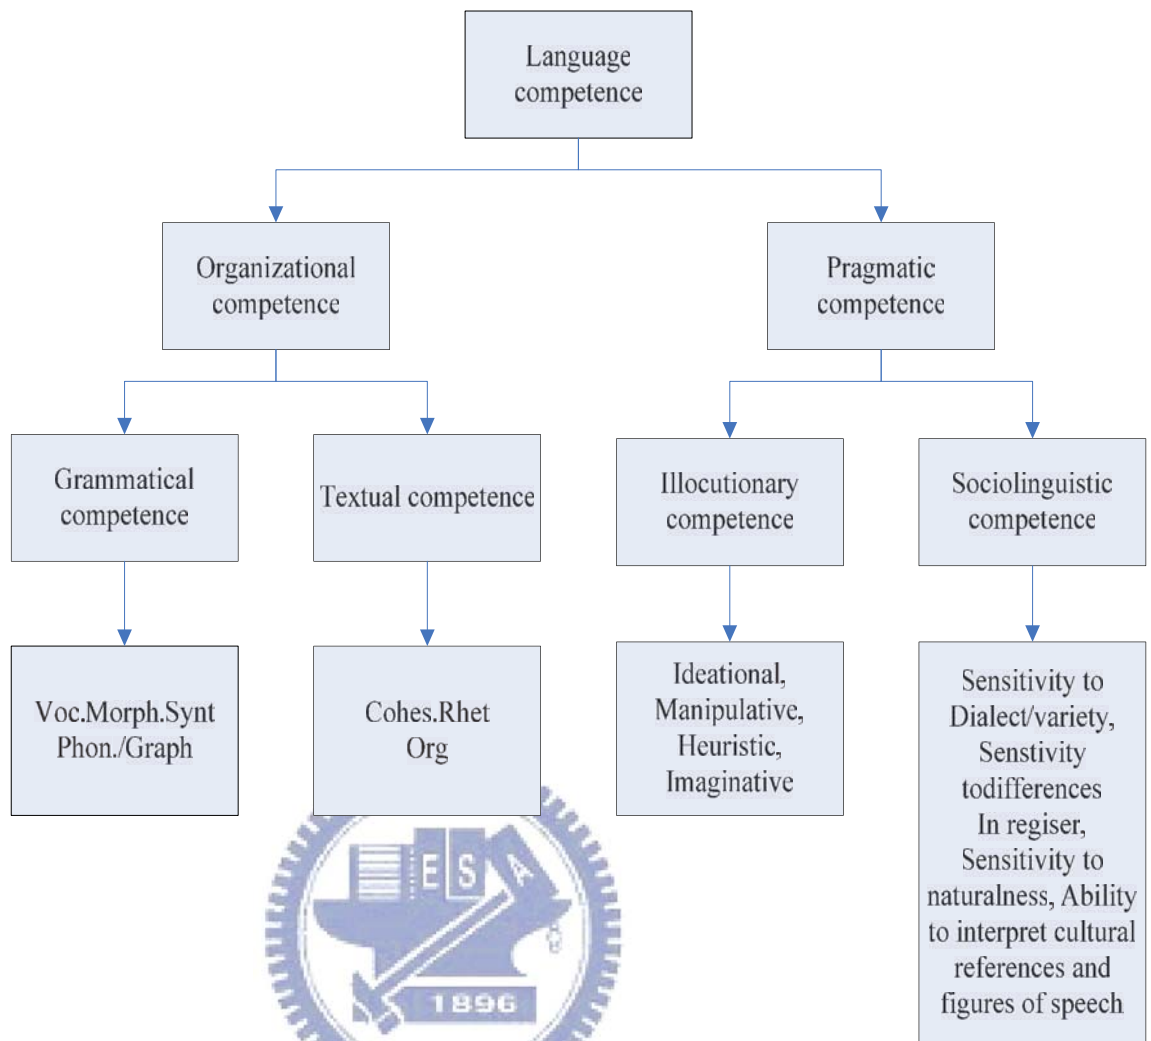 Language
competence
Organizational
competence
Pragmatic
competence
Grammatical
competence
Textual competence
Illocutionary
competence
Sociolinguistic
competence
Voc.Morph.Synt
Phon./Graph
Cohes.Rhet
Org
Ideational,
Manipulative,
Heuristic,
Imaginative
Sensitivity to
Dialect/variety,
Senstivity
todifferences
In regiser,
Sensitivity to
naturalness, Ability
to interpret cultural
references and
figures of speech
E S A
1896